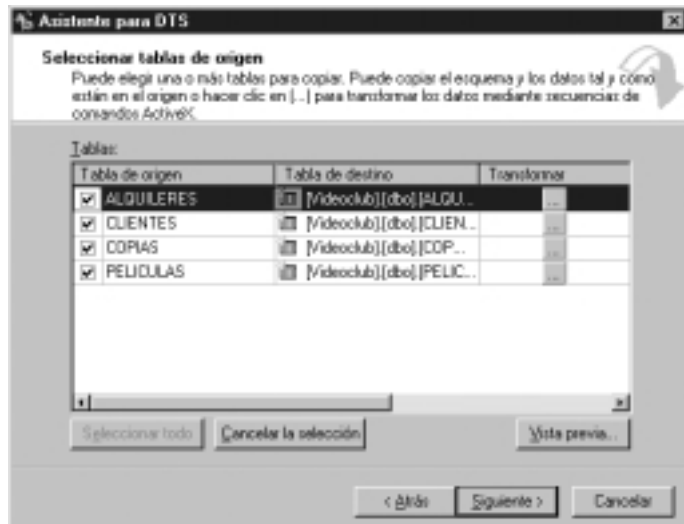 Asistente para DTS
Seleccionar tablas de origen
Puede elegir una o más tablas para copiar. Puede copiar el esquema y los datos tal y como
están en el origen o hacer clic en [...] para transformar los datos mediante secuencias de
comandos ActiveX.
Tablas:
Tabla de origen Tabla de destino Transformar
ALQUILERES [Videoclub].[dbo].[ALQU... ...
CLIENTES [Videoclub].[dbo].[CLIEN... ...
COPIAS [Videoclub].[dbo].[COP... ...
PELICULAS [Videoclub].[dbo].[PELIC... ...
Seleccionar todo Cancelar la selección Vista previa...
< Atrás Siguiente > Cancelar